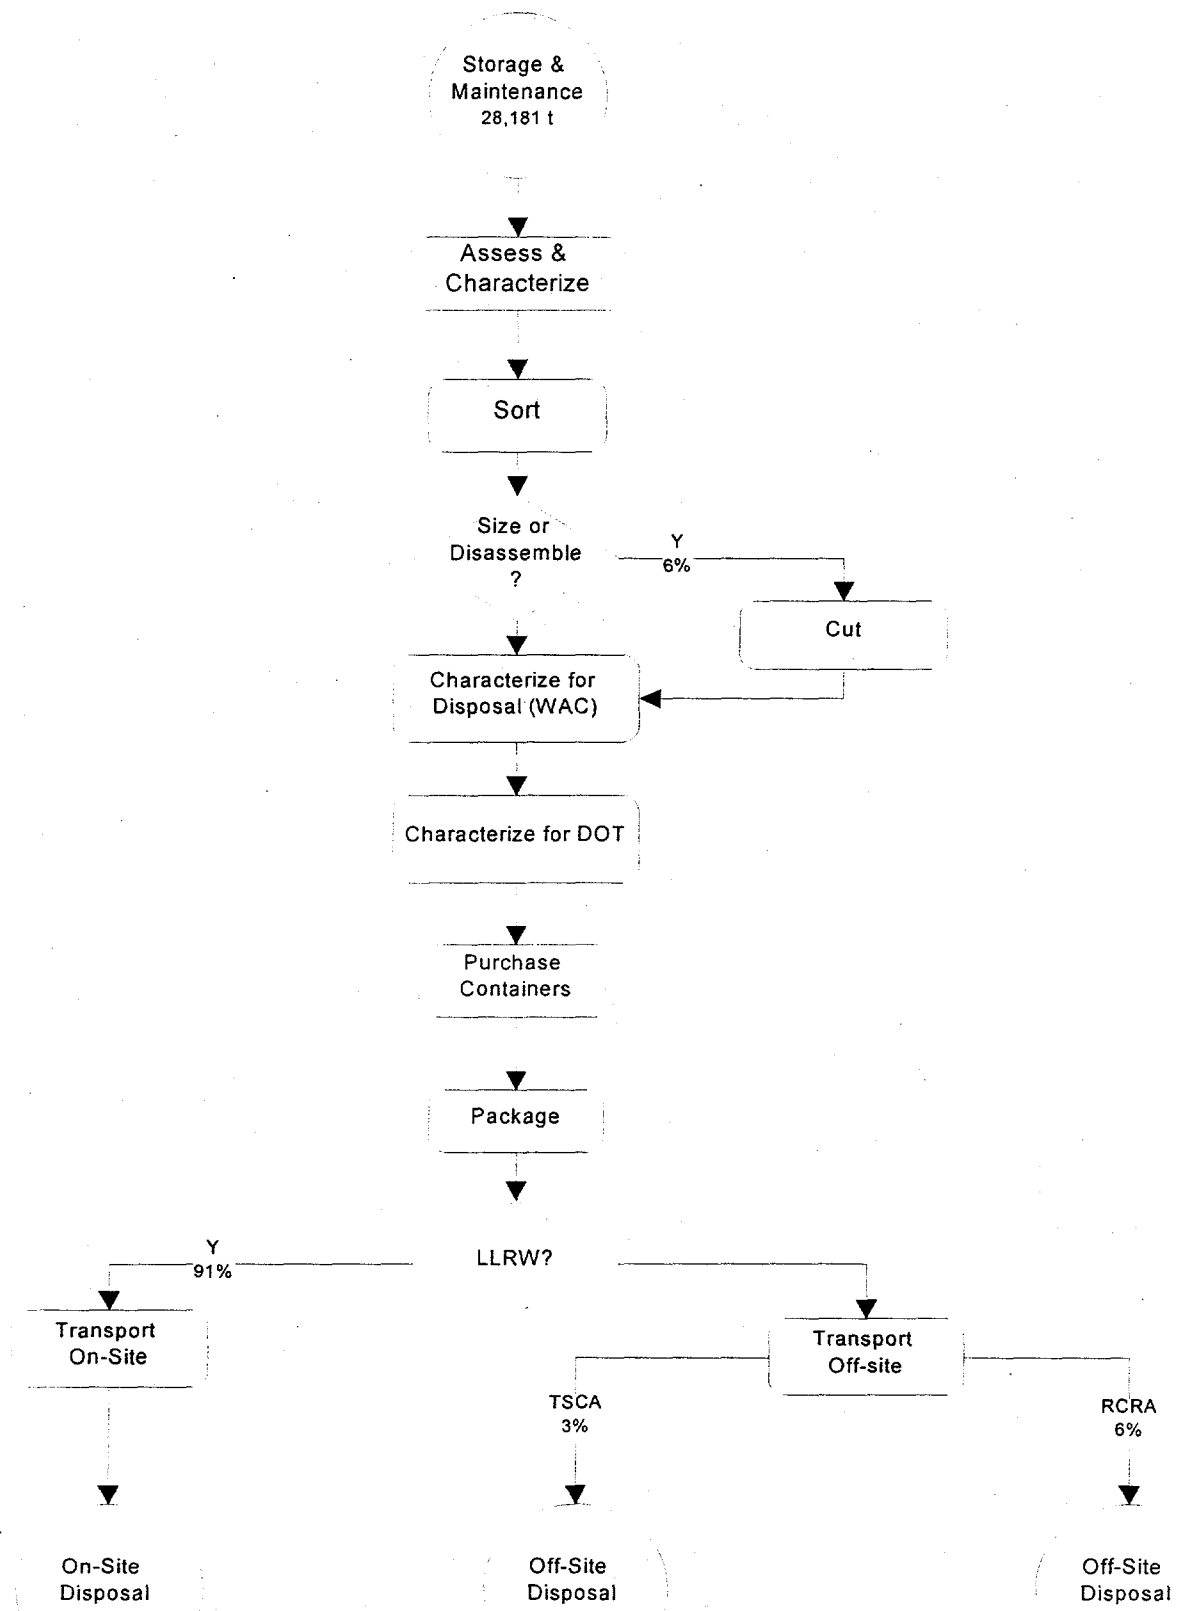 Storage &
Maintenance
28,181 t
Assess &
Characterize
Sort
Size or
Disassemble
?
Y
6%
Cut
Characterize for
Disposal (WAC)
Characterize for DOT
Purchase
Containers
Package
LLRW?
Y
91%
Transport
On-Site
Transport
Off-site
TSCA
3%
RCRA
6%
On-Site
Disposal
Off-Site
Disposal
Off-Site
Disposal